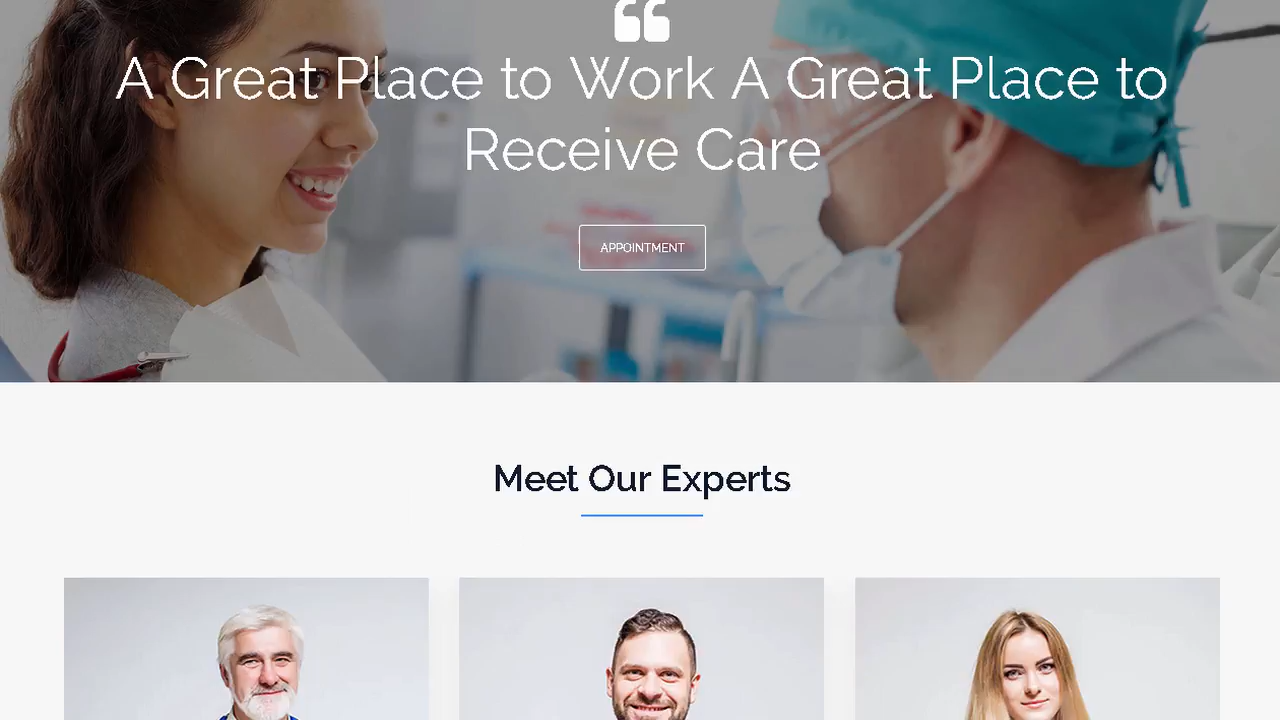 A Great Place to Work A Great Place to
Receive Care
APPOINTMENT
Meet Our Experts